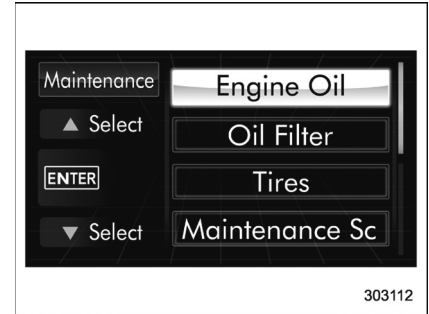 Maintenance
▲ Select
ENTER
▼ Select
Engine Oil
Oil Filter
Tires
Maintenance Sc
303112